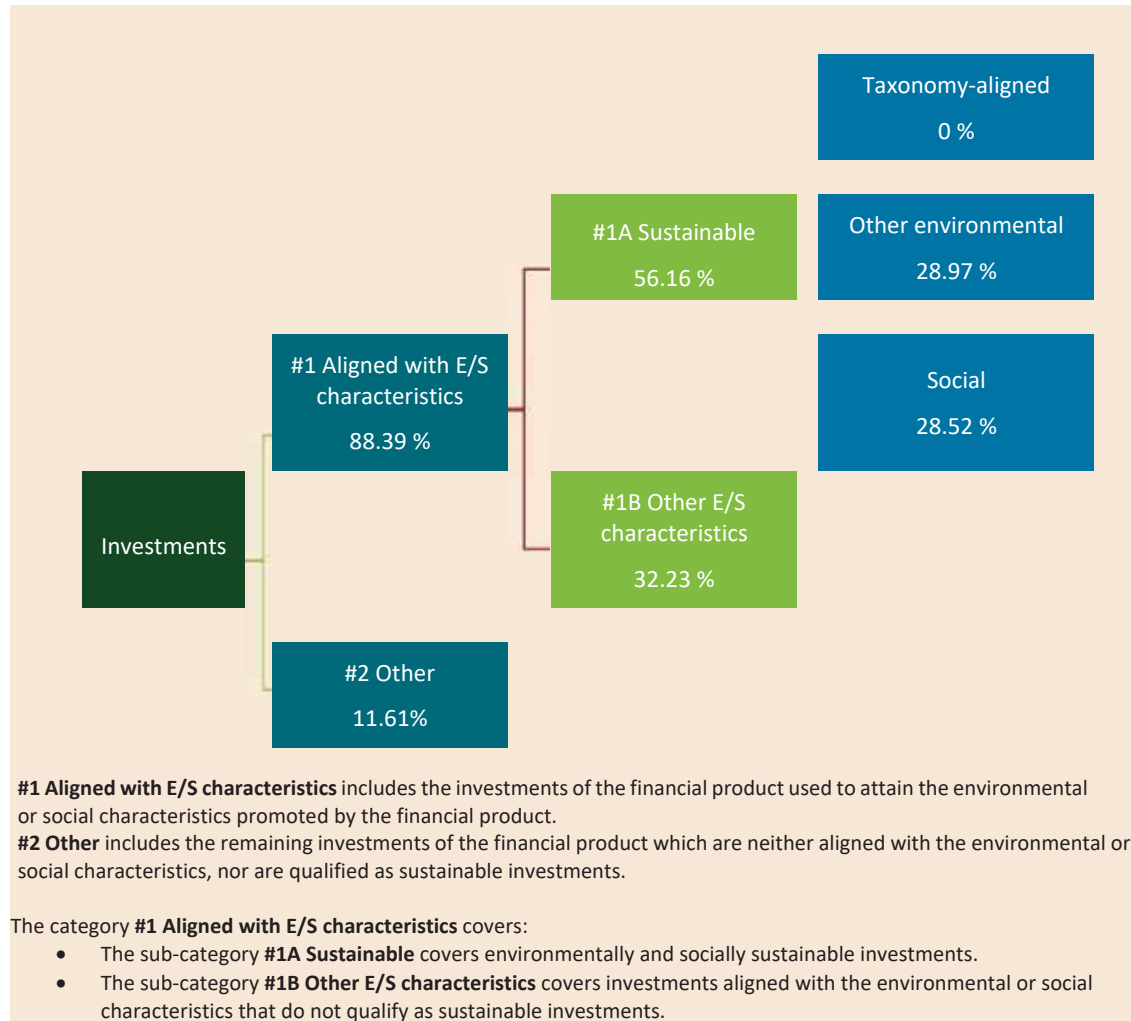 Taxonomy-aligned
0 %
#1A Sustainable
56.16 %
Other environmental
28.97 %
#1 Aligned with E/S
characteristics
88.39 %
Social
28.52 %
Investments
#1B Other E/S
characteristics
32.23 %
#2 Other
11.61%
#1 Aligned with E/S characteristics includes the investments of the financial product used to attain the environmental
or social characteristics promoted by the financial product.
#2 Other includes the remaining investments of the financial product which are neither aligned with the environmental or
social characteristics, nor are qualified as sustainable investments.
The category #1 Aligned with E/S characteristics covers:
• The sub-category #1A Sustainable covers environmentally and socially sustainable investments.
• The sub-category #1B Other E/S characteristics covers investments aligned with the environmental or social
characteristics that do not qualify as sustainable investments.